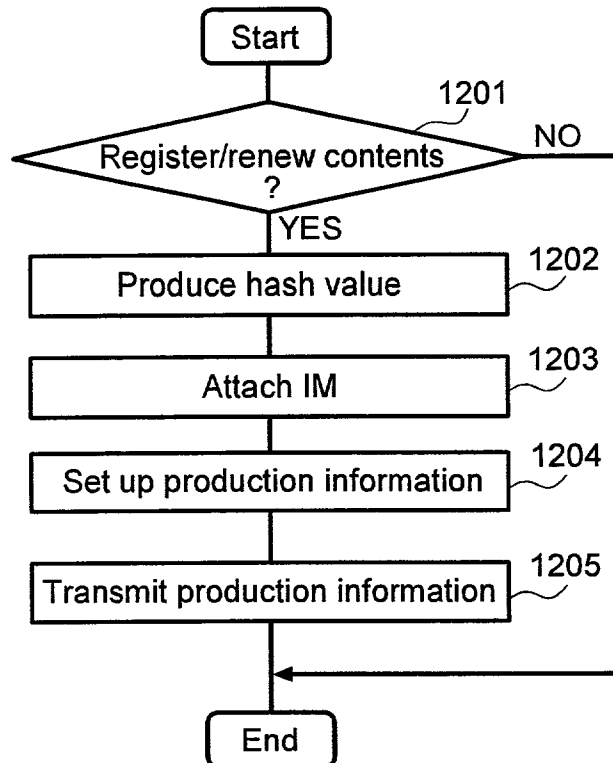 Start
1201
Register/renew contents
?
NO
YES
1202
Produce hash value
1203
Attach IM
1204
Set up production information
1205
Transmit production information
End